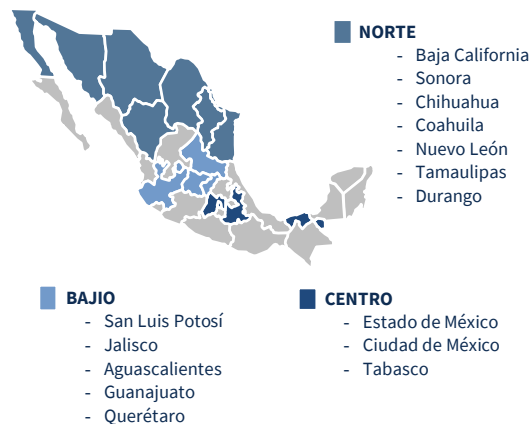 NORTE
- Baja California
- Sonora
- Chihuahua
- Coahuila
- Nuevo León
- Tamaulipas
- Durango
BAJIO
- San Luis Potosí
- Jalisco
- Aguascalientes
- Guanajuato
- Querétaro
CENTRO
- Estado de México
- Ciudad de México
- Tabasco